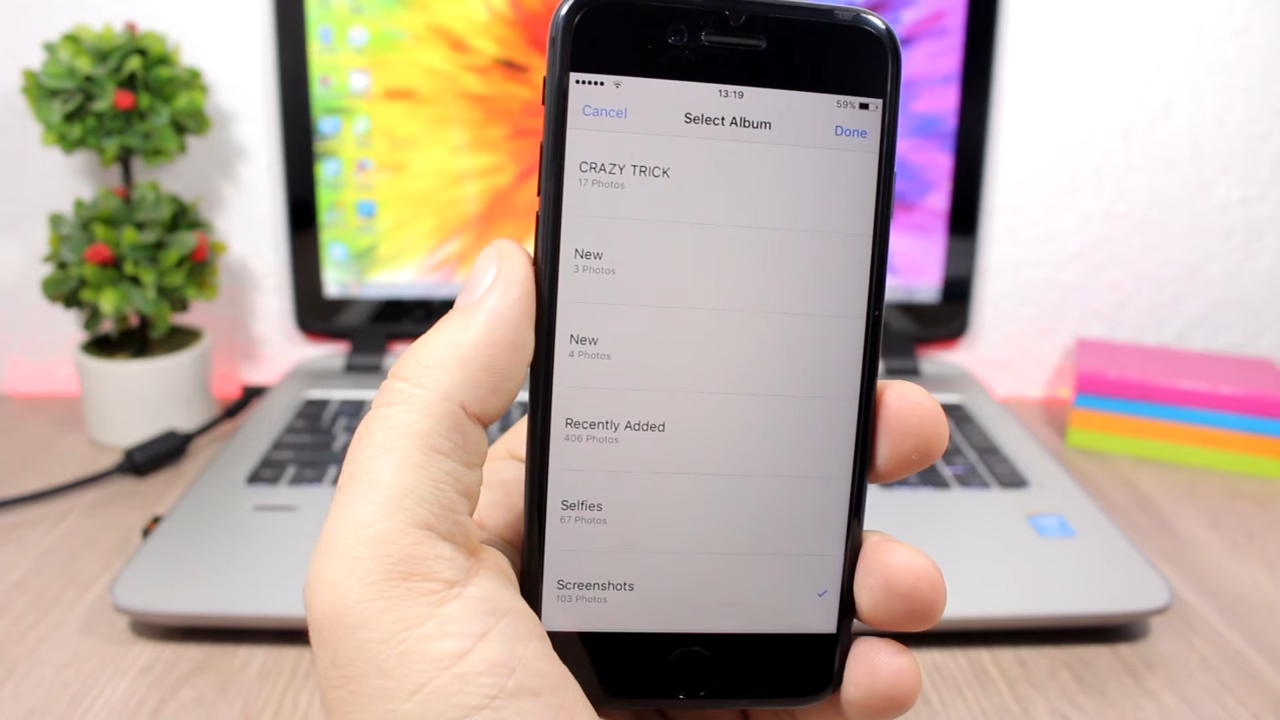 13:19
59%
Cancel
Select Album
Done
CRAZY TRICK
17 Photos
New
3 Photos
New
4 Photos
Recently Added
406 Photos
Selfies
67 Photos
Screenshots
103 Photos